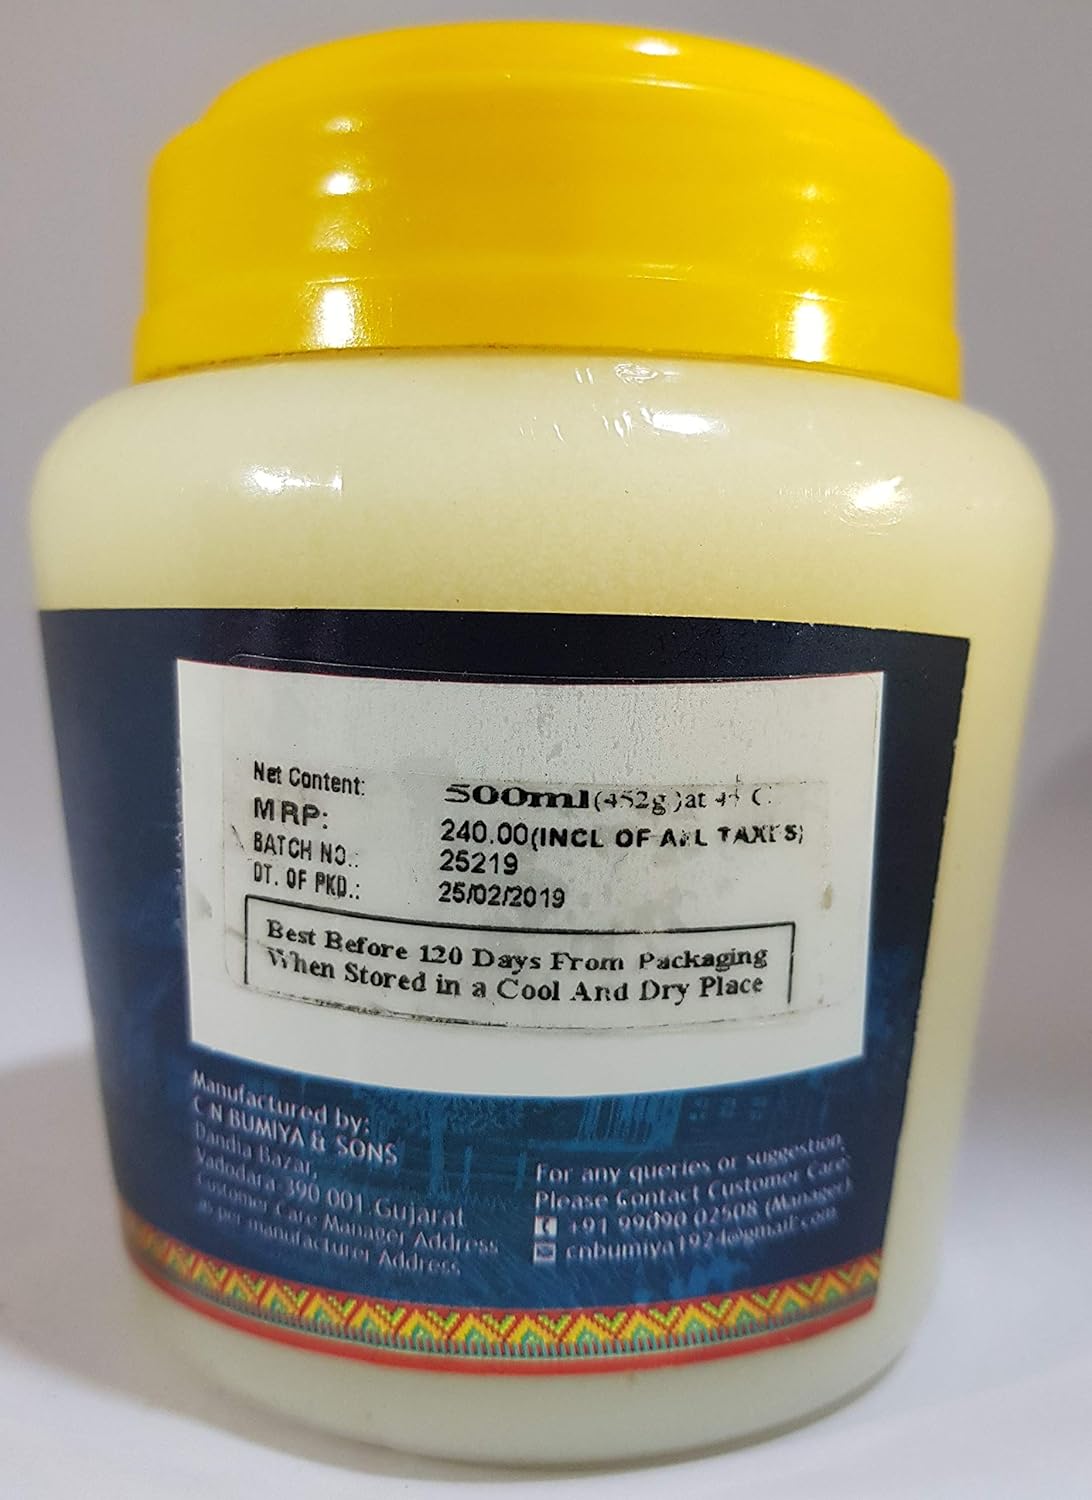 Net Content: 500ml (452g) at 4 C
MRP: 240.00(INCL OF ALL TAXES)
BATCH NO.: 25219
DT. OF PKD.: 25/02/2019
Best Before 120 Days From Packaging
When Stored in a Cool And Dry Place
Manufactured by:
C N BUMIYA & SONS
Dandia Bazar,
Vadodara 390 001.Gujarat
Customer Care Manager Address
as per manufacturer Address
For any queries or suggestion,
Please Contact Customer Care:
+91 99090 02508 (Manager)
cnbumiya1924@gmail.com